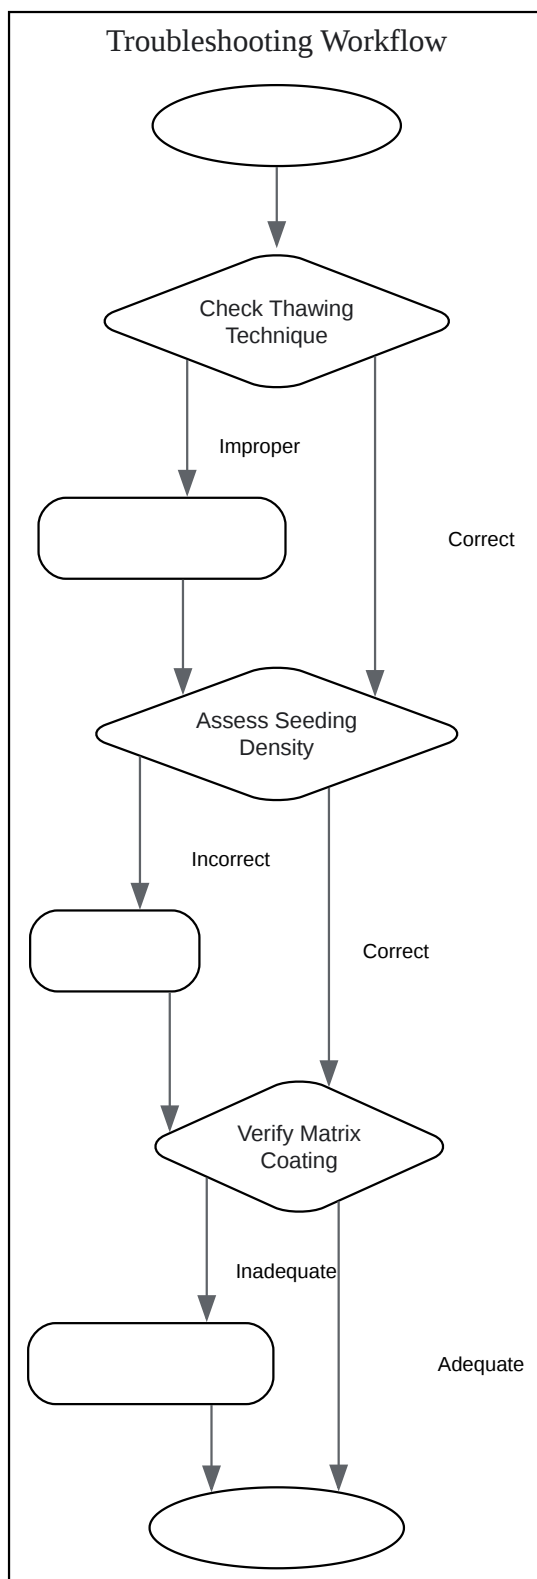 Troubleshooting Workflow
Check Thawing
Technique
Improper
Correct
Assess Seeding
Density
Incorrect
Correct
Verify Matrix
Coating
Inadequate
Adequate